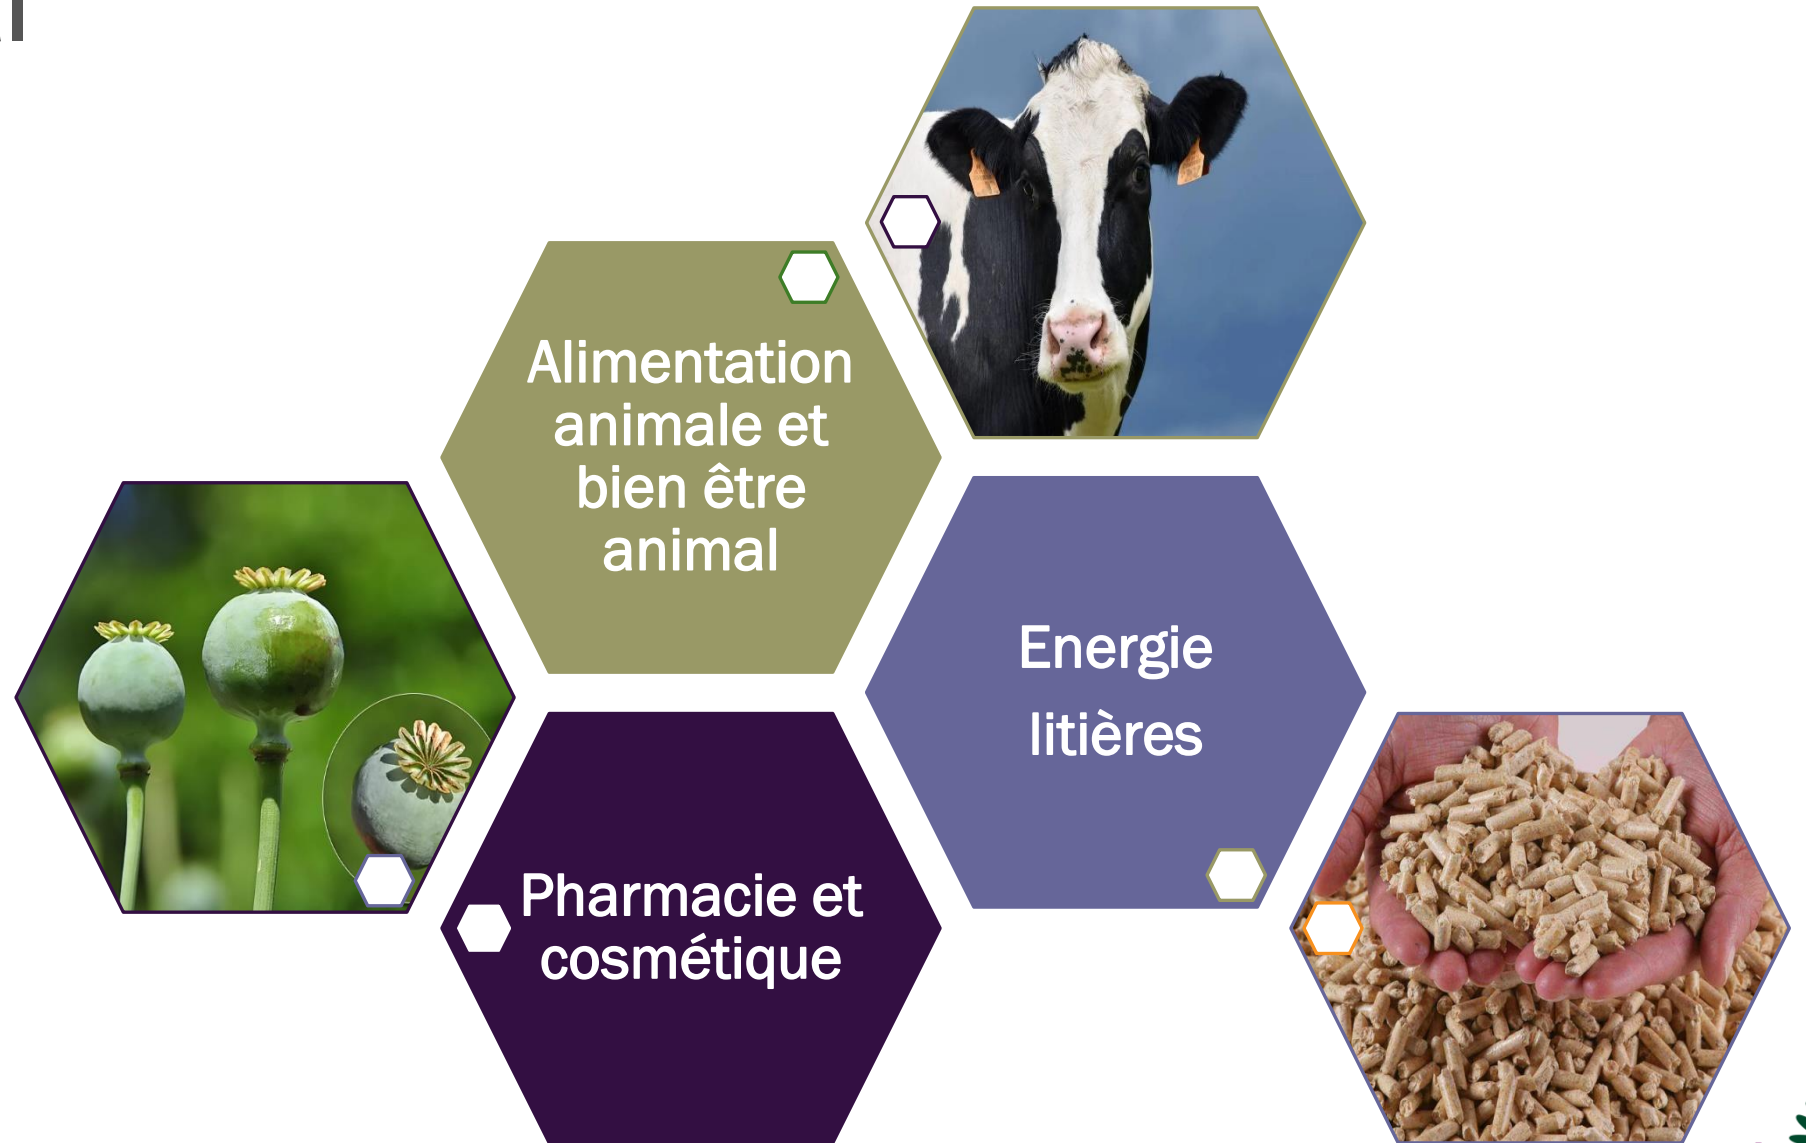 Alimentation
animale et
bien être
animal
Energie
litières
Pharmacie et
cosmétique